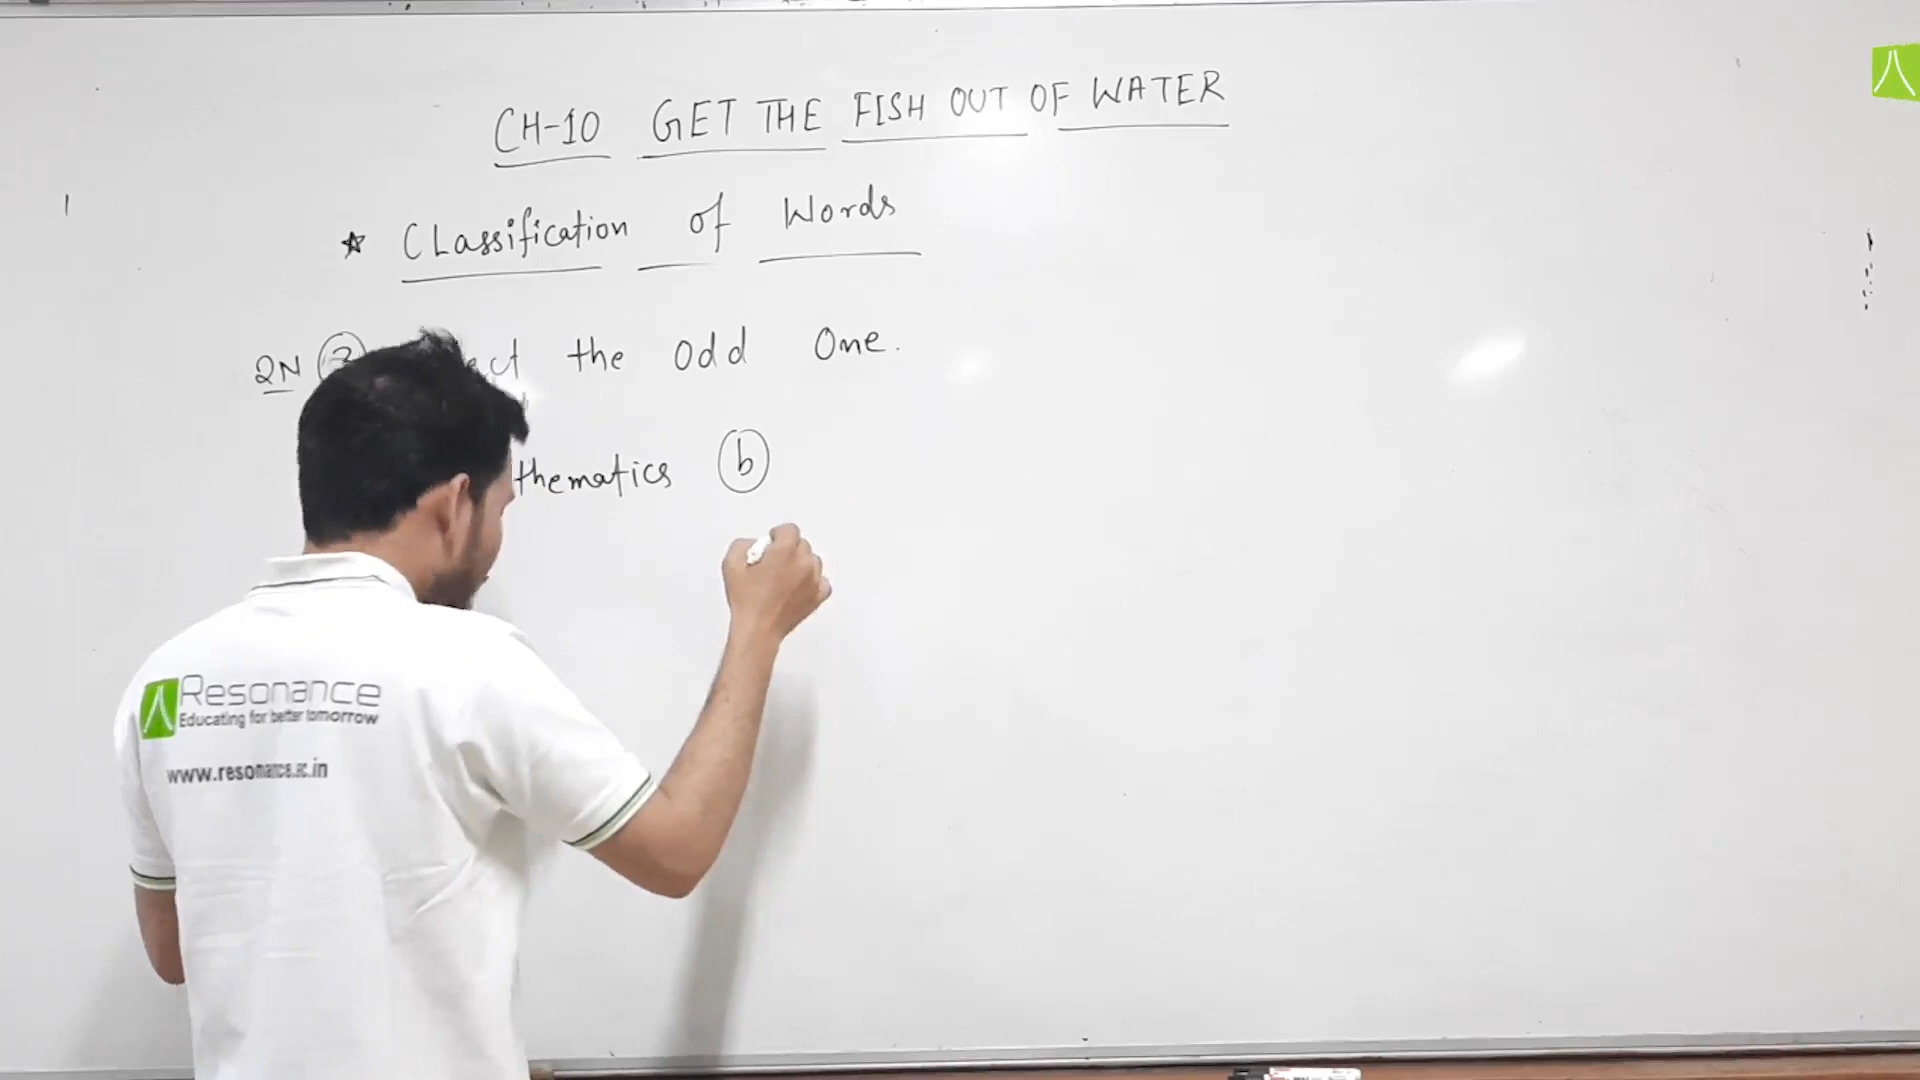 CH-10 GET THE FISH OUT OF WATER
CLassification of Words
QN the Odd One.
thematics b
Resonance
Educating for better tomorrow
www.resonance.ac.in